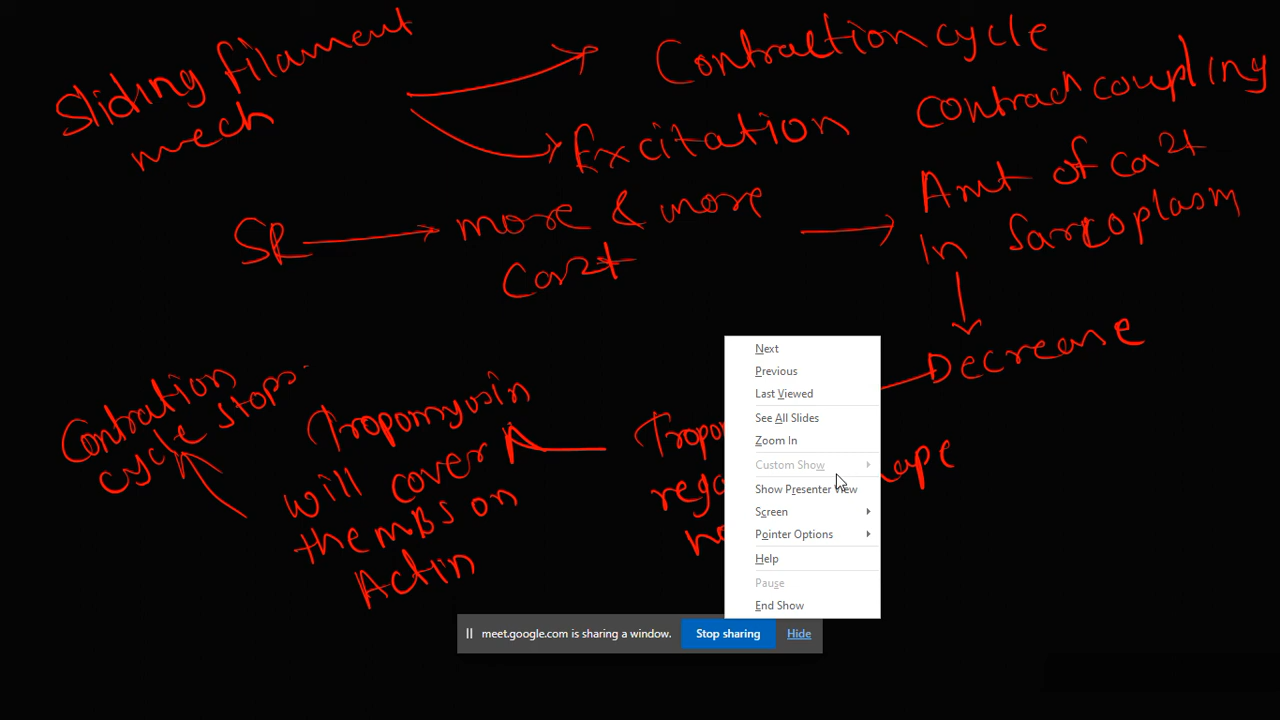 Sliding filament
mech
Contraction cycle
Excitation
contrach coupling
SR
more & more
Ca2+
Amt of Ca2+
In Sarcoplasm
Decrease
Contration
cycle stops
Tropomyosin
will cover
the MBS on
Actin
Next
Previous
Last Viewed
See All Slides
Zoom In
Custom Show
Show Presenter View
Screen
Pointer Options
Help
Pause
End Show
meet.google.com is sharing a window.
Stop sharing
Hide